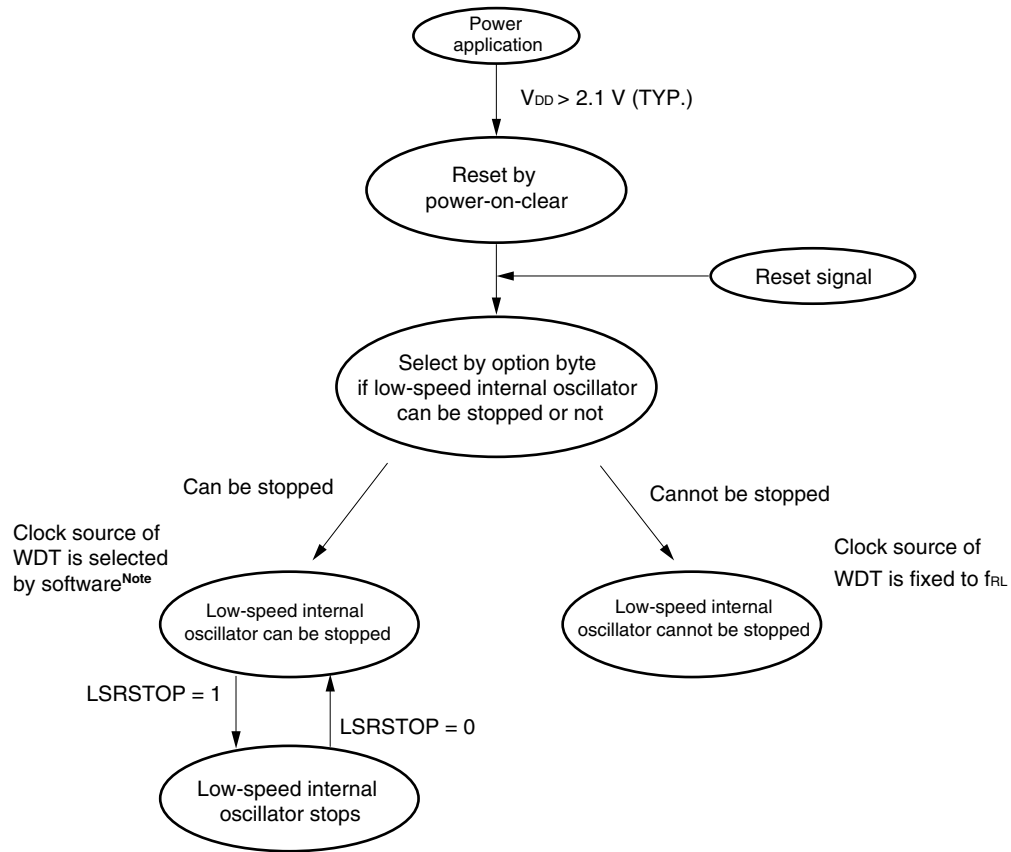 Power
application
VDD > 2.1 V (TYP.)
Reset by
power-on-clear
Reset signal
Select by option byte
if low-speed internal oscillator
can be stopped or not
Can be stopped
Cannot be stopped
Clock source of
WDT is selected
by softwareNote
Clock source of
WDT is fixed to fRL
Low-speed internal
oscillator can be stopped
Low-speed internal
oscillator cannot be stopped
LSRSTOP = 1
LSRSTOP = 0
Low-speed internal
oscillator stops